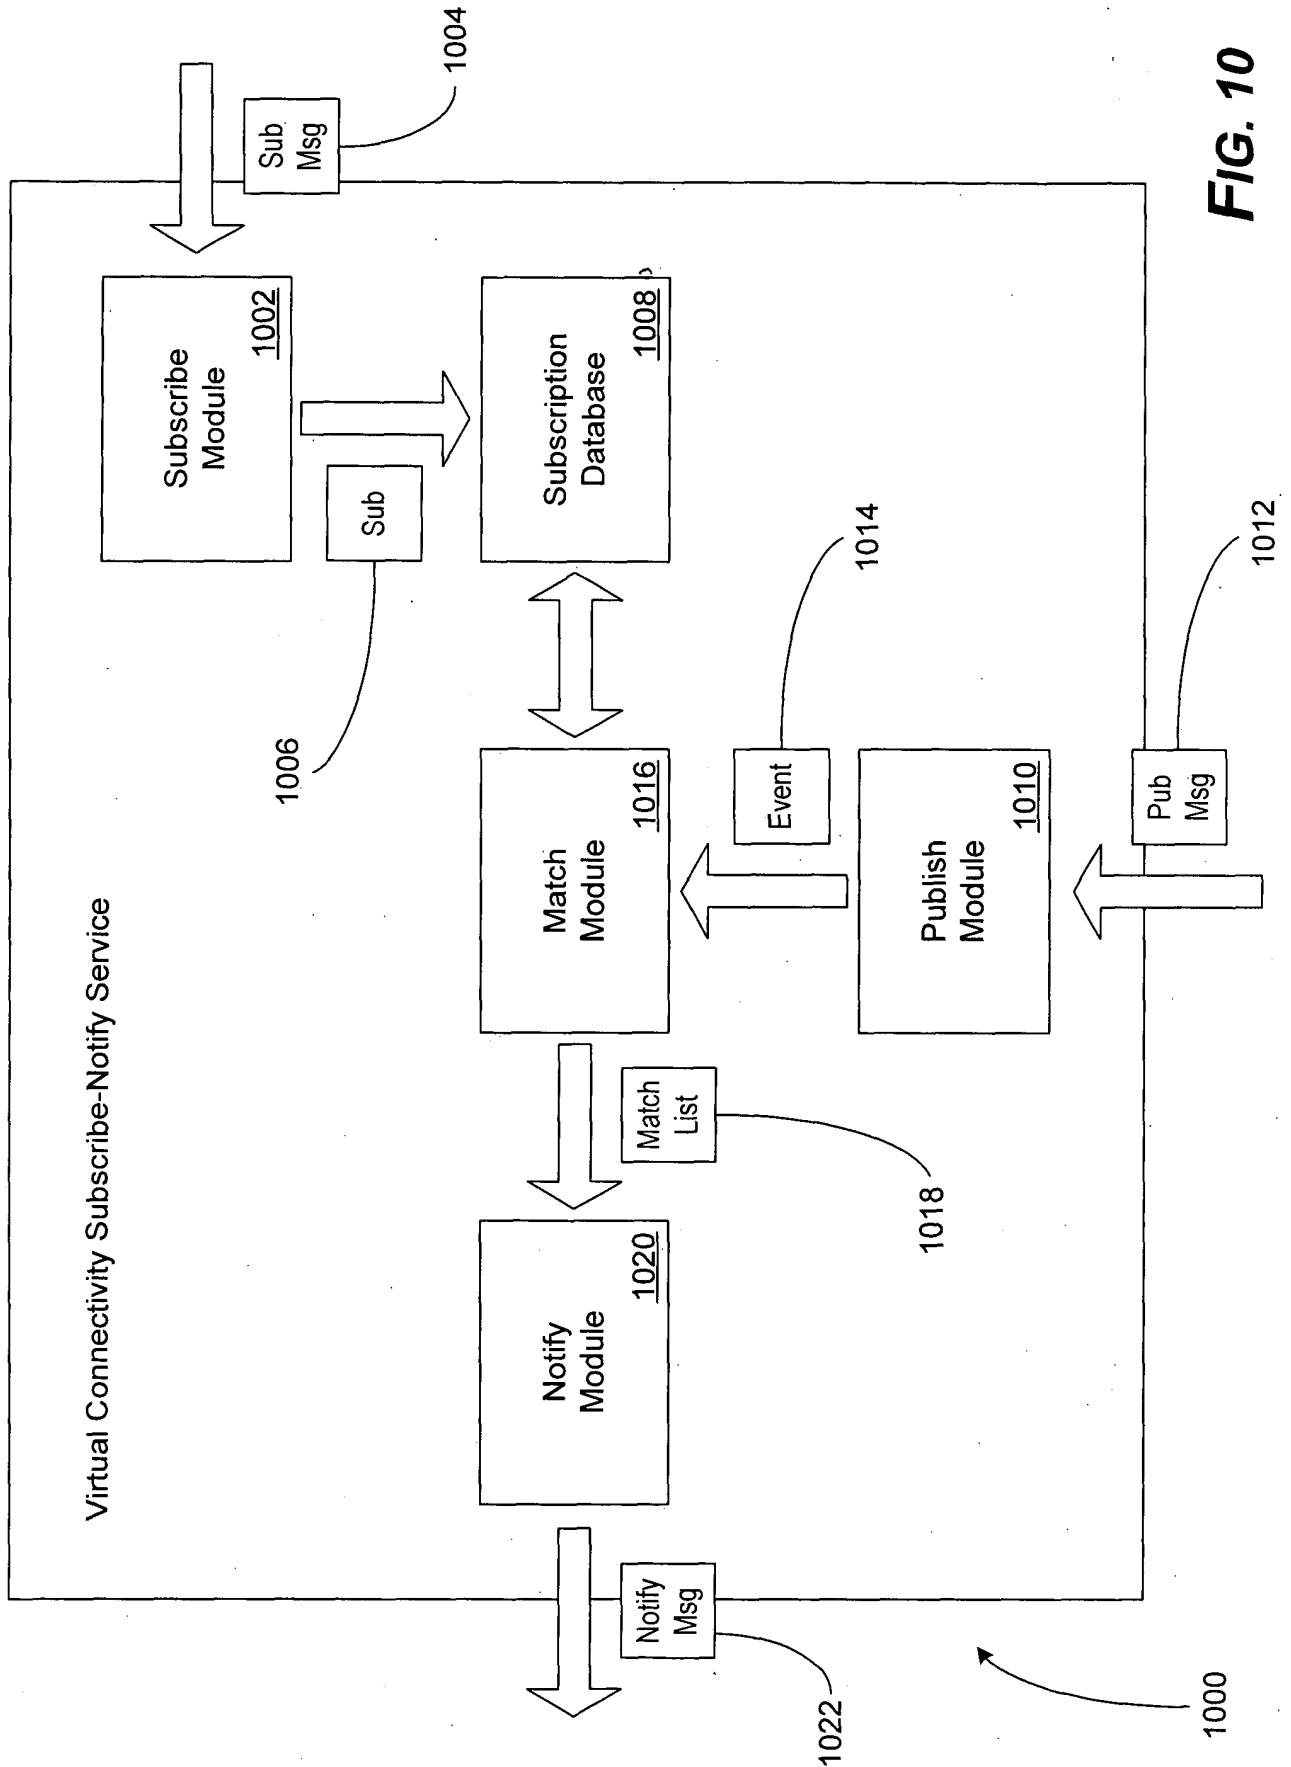 Virtual Connectivity Subscribe-Notify Service
Subscribe
Module
1002
Sub
Msg
1004
Sub
1006
Subscription
Database
1008
Match
Module
1016
Notify
Module
1020
Match
List
1018
Notify
Msg
1022
Event
1014
Publish
Module
1010
Pub
Msg
1012
1000
FIG. 10